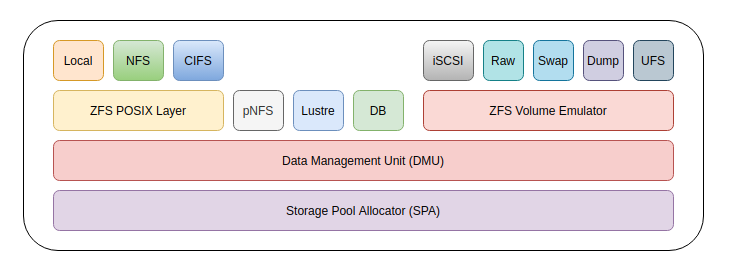 Local
NFS
CIFS
iSCSI
Raw
Swap
Dump
UFS
ZFS POSIX Layer
pNFS
Lustre
DB
ZFS Volume Emulator
Data Management Unit (DMU)
Storage Pool Allocator (SPA)